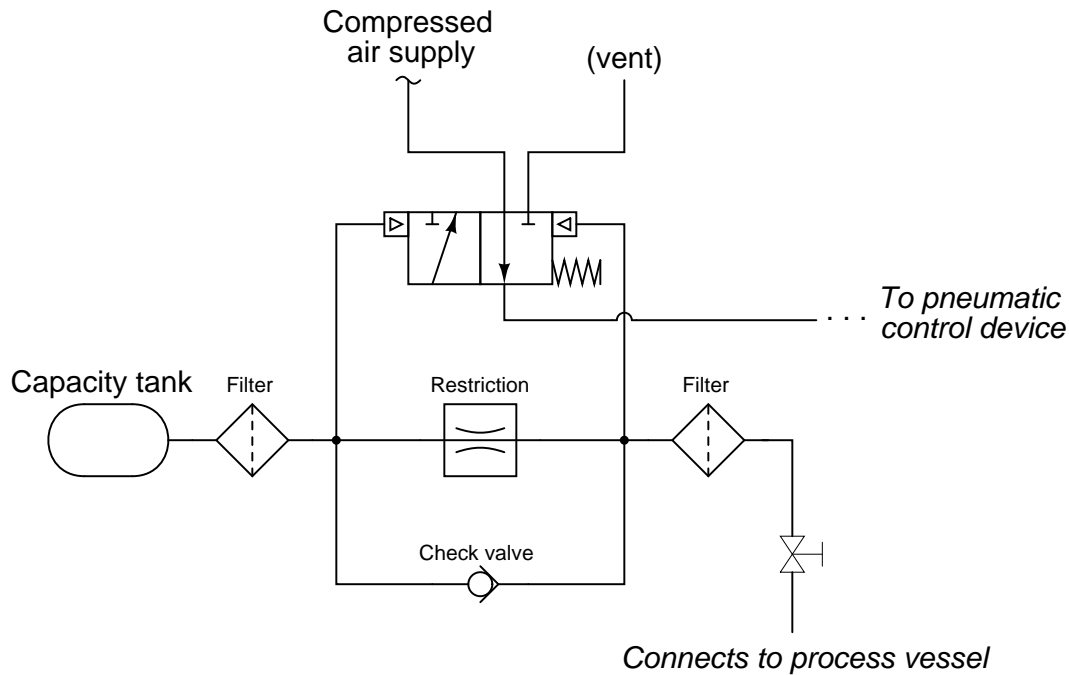 Compressed
air supply
(vent)
. . . To pneumatic
control device
Capacity tank
Filter
Restriction
Filter
Check valve
Connects to process vessel